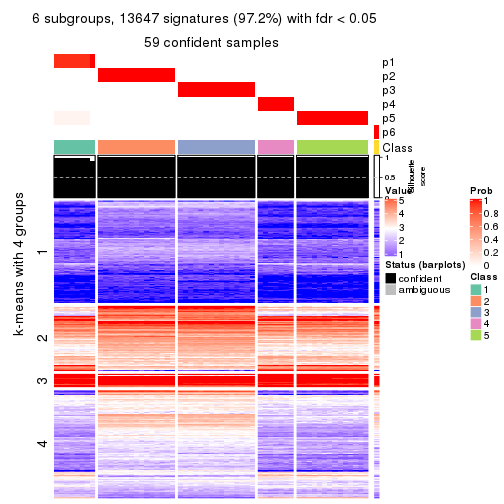 6 subgroups, 13647 signatures (97.2%) with fdr < 0.05
59 confident samples
p1
p2
p3
p4
p5
p6
Class
1
0.5
0
Silhouette
score
k-means with 4 groups
1
2
3
4
Value
5
4
3
2
1
Status (barplots)
confident
ambiguous
Prob
1
0.8
0.6
0.4
0.2
0
Class
1
2
3
4
5